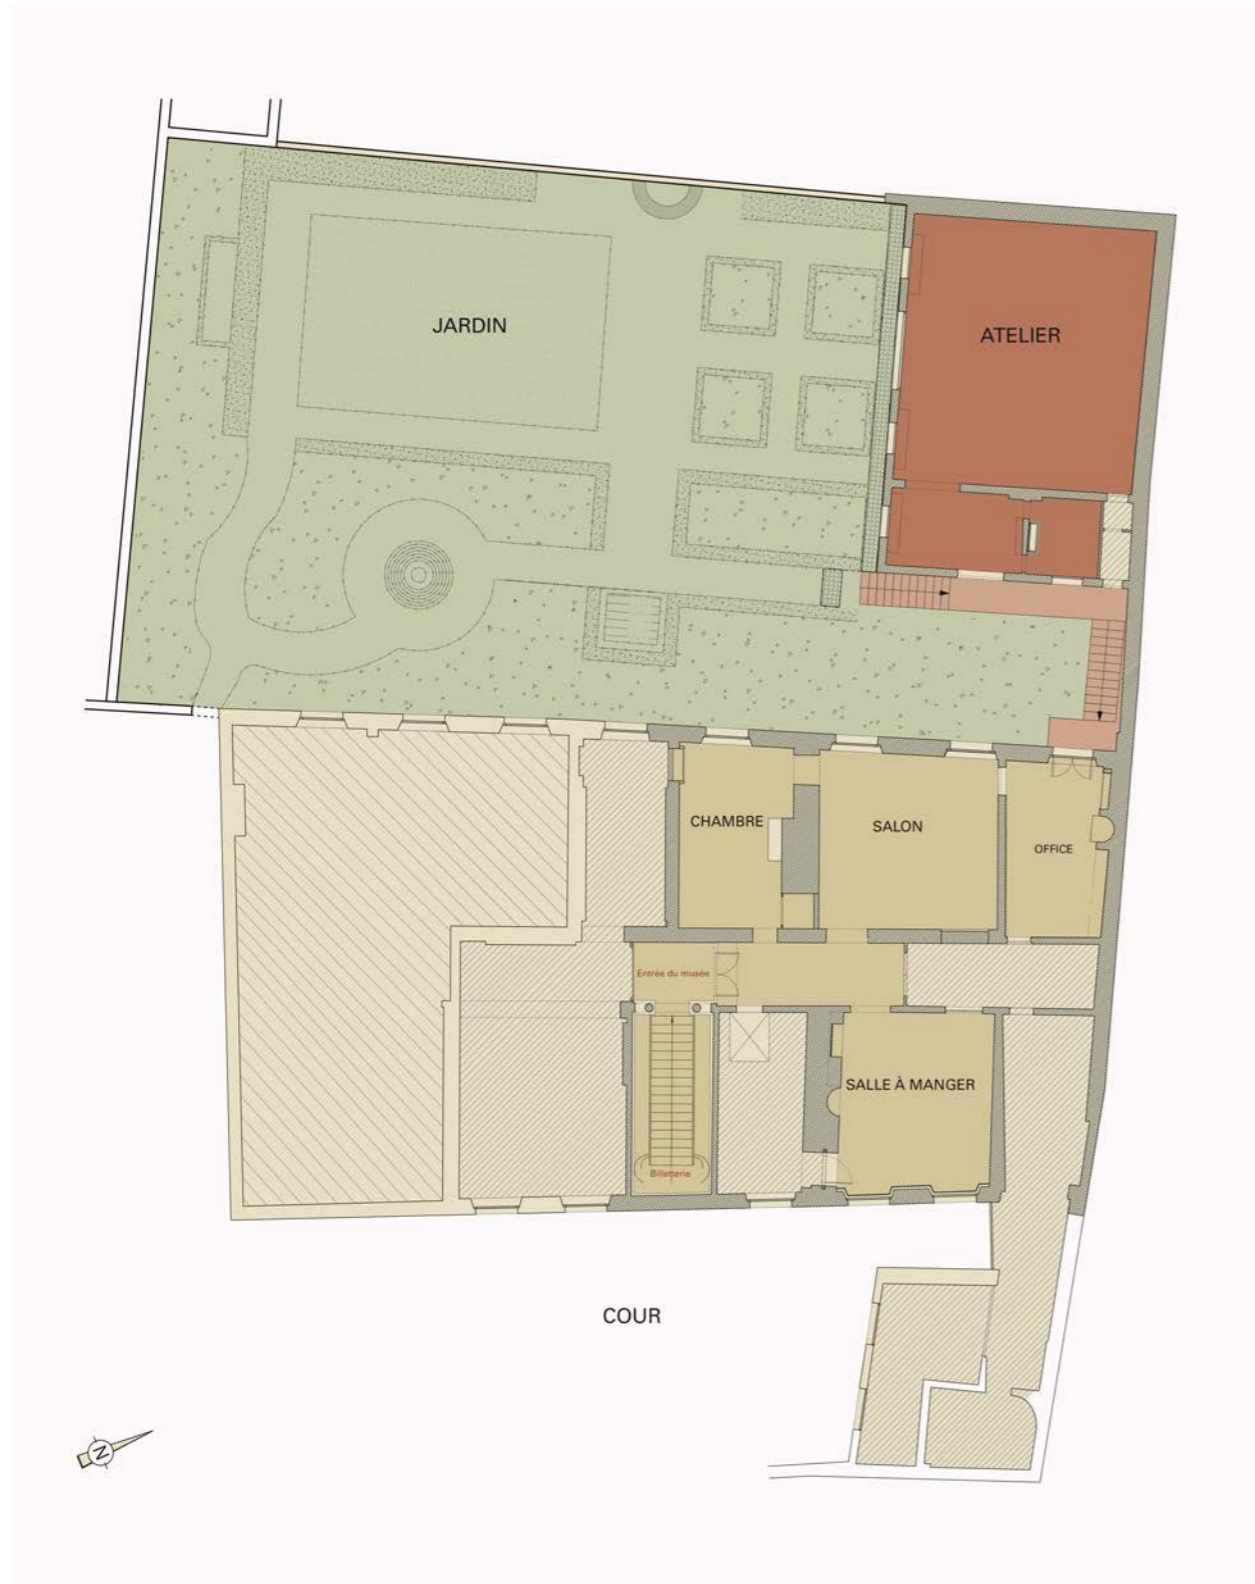 JARDIN
ATELIER
CHAMBRE
SALON
OFFICE
Entrée du musée
SALLE À MANGER
Billetterie
COUR
N